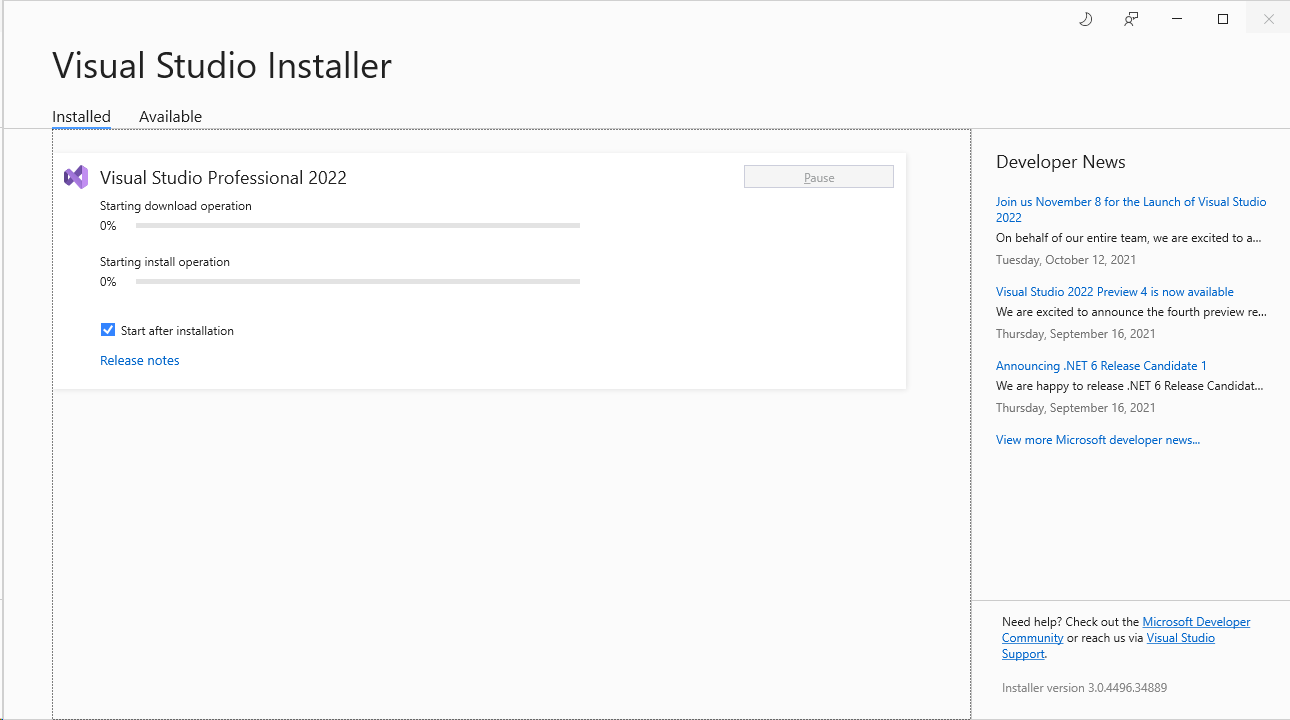 Visual Studio Installer
Installed
Available
Visual Studio Professional 2022
Pause
Starting download operation
0%
Starting install operation
0%
Start after installation
Release notes
Developer News
Join us November 8 for the Launch of Visual Studio
2022
On behalf of our entire team, we are excited to a...
Tuesday, October 12, 2021
Visual Studio 2022 Preview 4 is now available
We are excited to announce the fourth preview re...
Thursday, September 16, 2021
Announcing .NET 6 Release Candidate 1
We are happy to release .NET 6 Release Candidat...
Thursday, September 16, 2021
View more Microsoft developer news...
Need help? Check out the Microsoft Developer
Community or reach us via Visual Studio
Support.
Installer version 3.0.4496.34889